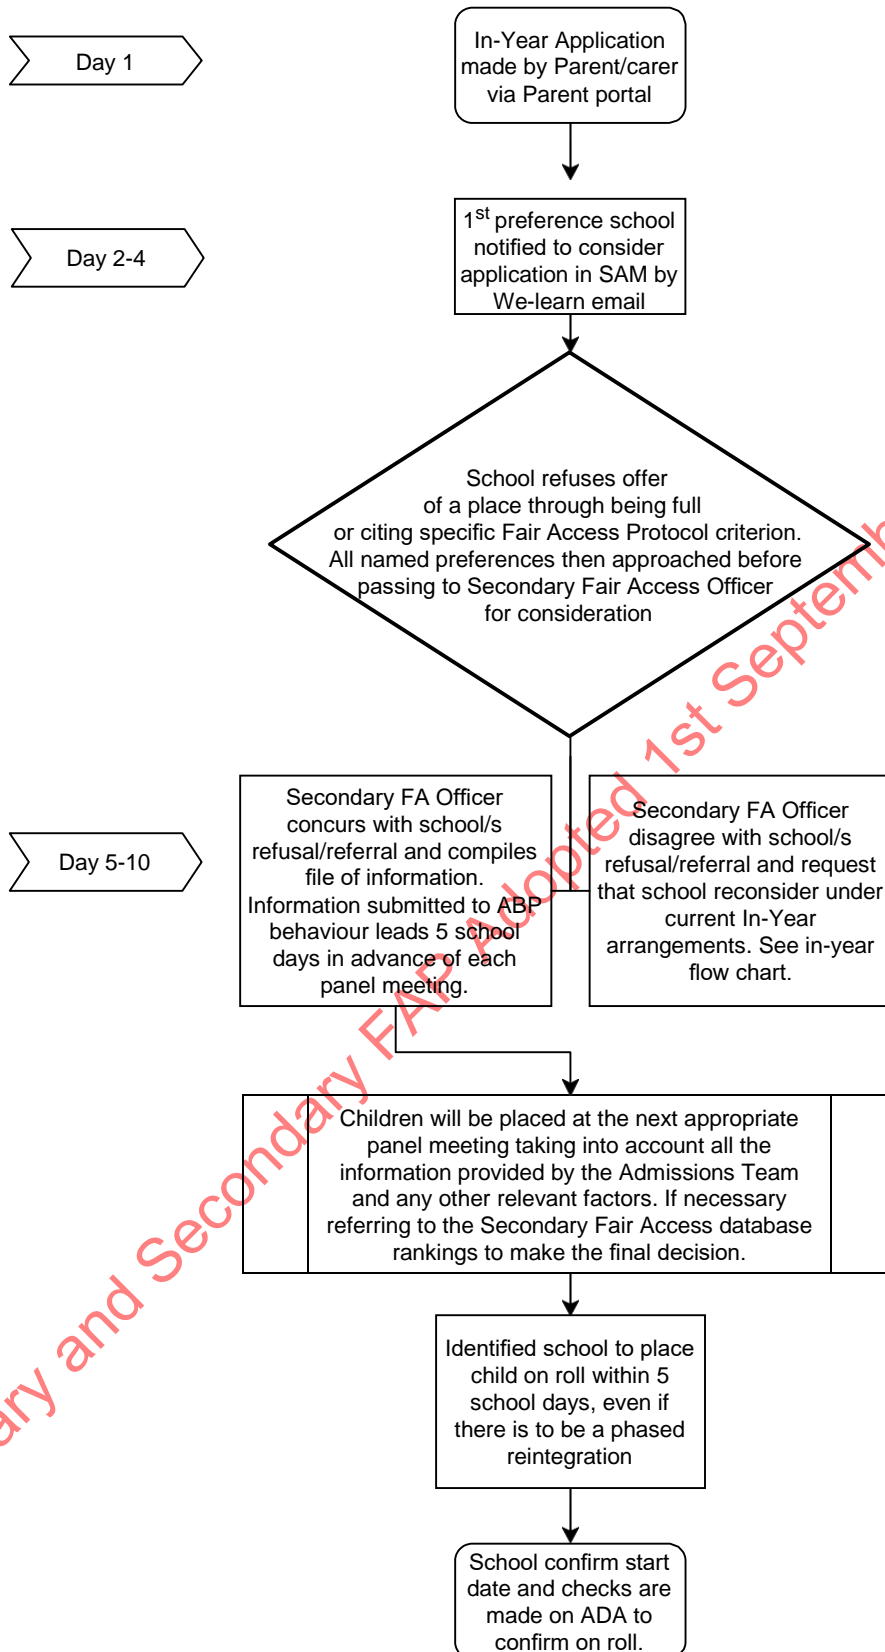 Day 1
In-Year Application
made by Parent/carer
via Parent portal
Day 2-4
1st preference school
notified to consider
application in SAM by
We-learn email
School refuses offer
of a place through being full
or citing specific Fair Access Protocol criterion.
All named preferences then approached before
passing to Secondary Fair Access Officer
for consideration
Day 5-10
Secondary FA Officer
concurs with school/s
refusal/referral and compiles
file of information.
Information submitted to ABP
behaviour leads 5 school
days in advance of each
panel meeting.
Secondary FA Officer
disagree with school/s
refusal/referral and request
that school reconsider under
current In-Year
arrangements. See in-year
flow chart.
Children will be placed at the next appropriate
panel meeting taking into account all the
information provided by the Admissions Team
and any other relevant factors. If necessary
referring to the Secondary Fair Access database
rankings to make the final decision.
Identified school to place
child on roll within 5
school days, even if
there is to be a phased
reintegration
School confirm start
date and checks are
made on ADA to
confirm on roll.
and Secondary FAP Adopted 1st